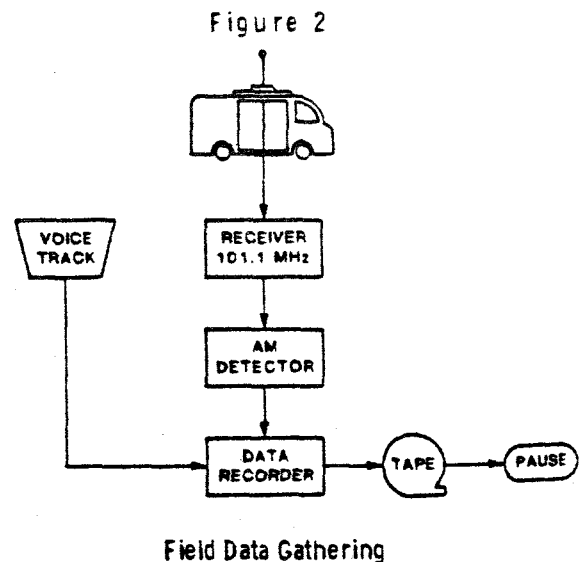 Figure 2
VOICE
TRACK
RECEIVER
101.1 MHz
AM
DETECTOR
DATA
RECORDER
TAPE
PAUSE
Field Data Gathering